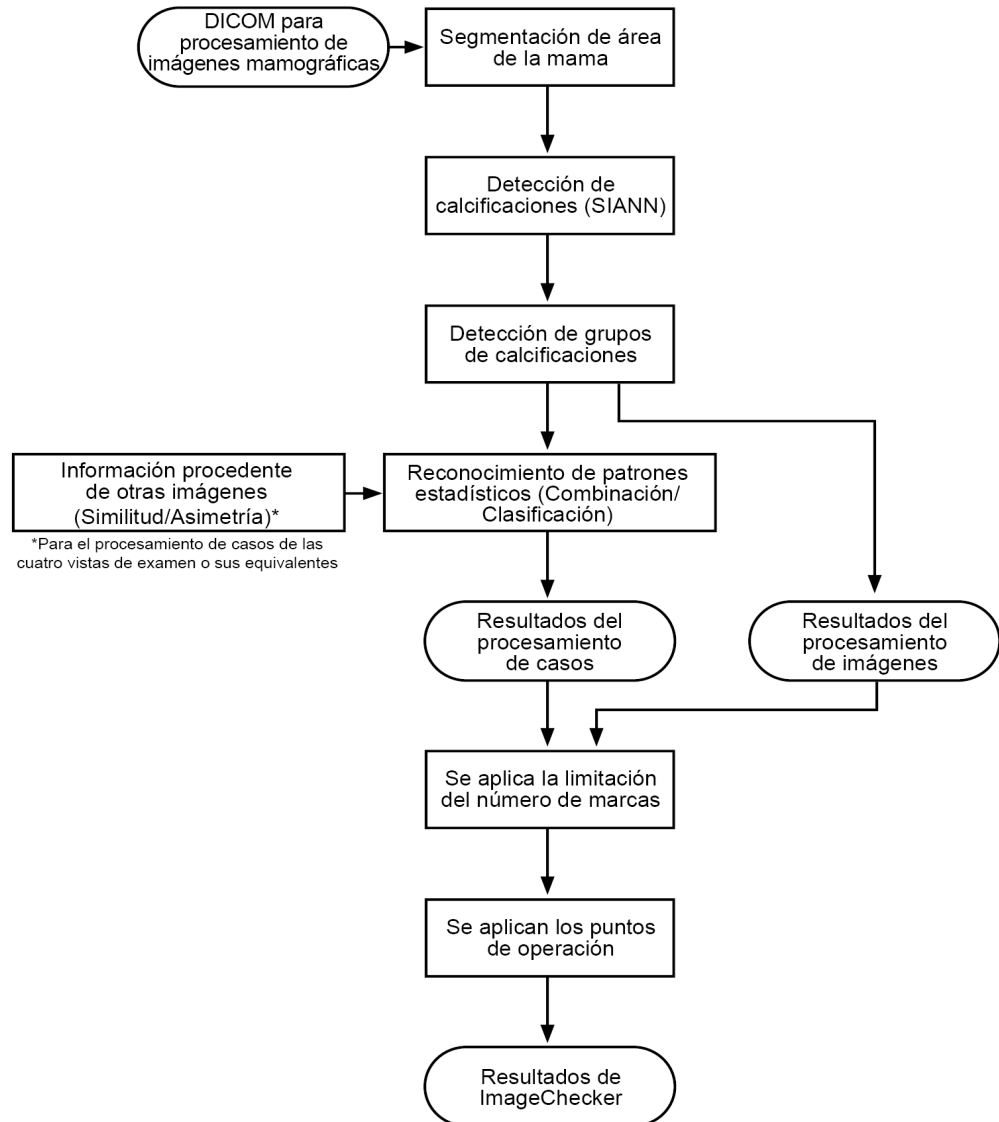 DICOM para
procesamiento de
imágenes mamográficas
Segmentación de área
de la mama
Detección de
calcificaciones (SIANN)
Detección de grupos
de calcificaciones
Información procedente
de otras imágenes
(Similitud/Asimetría)*
*Para el procesamiento de casos de las
cuatro vistas de examen o sus equivalentes
Reconocimiento de patrones
estadísticos (Combinación/
Clasificación)
Resultados del
procesamiento
de casos
Resultados del
procesamiento
de imágenes
Se aplica la limitación
del número de marcas
Se aplican los puntos
de operación
Resultados de
ImageChecker